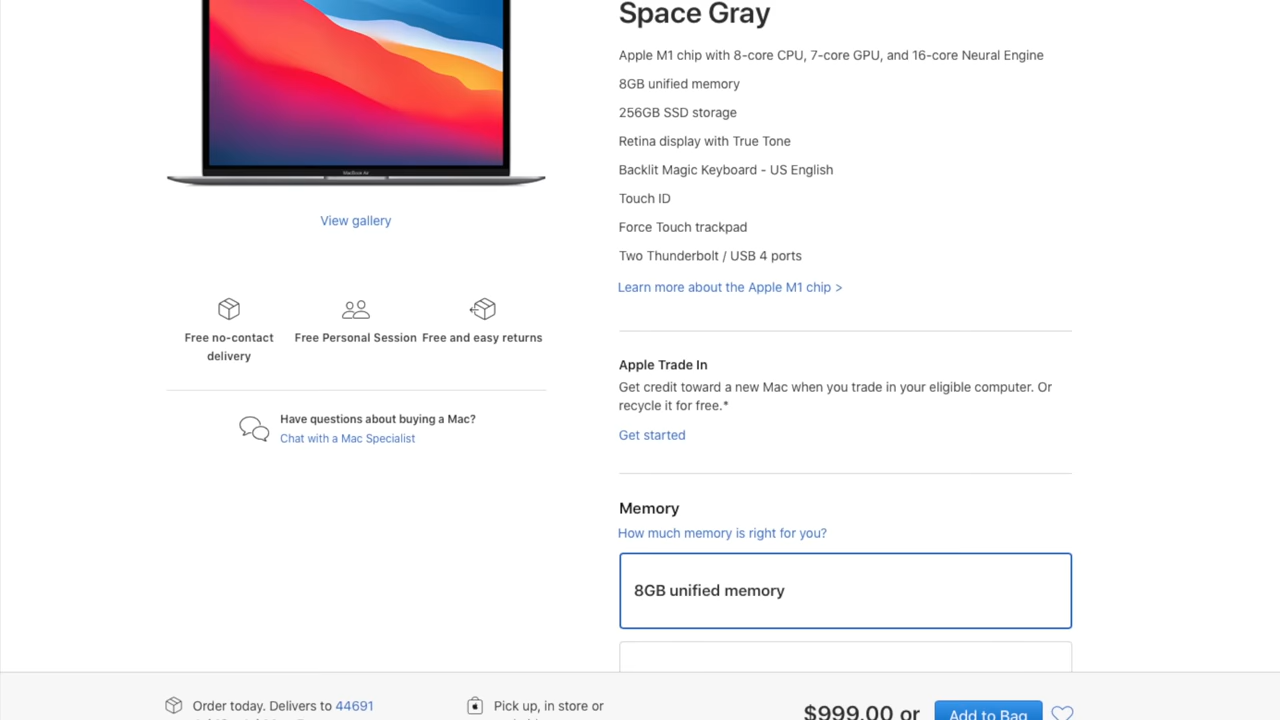 Space Gray
Apple M1 chip with 8-core CPU, 7-core GPU, and 16-core Neural Engine
8GB unified memory
256GB SSD storage
Retina display with True Tone
Backlit Magic Keyboard - US English
Touch ID
Force Touch trackpad
Two Thunderbolt / USB 4 ports
Learn more about the Apple M1 chip >
MacBook Air
View gallery
Free no-contact
delivery
Free Personal Session
Free and easy returns
Have questions about buying a Mac?
Chat with a Mac Specialist
Apple Trade In
Get credit toward a new Mac when you trade in your eligible computer. Or
recycle it for free.*
Get started
Memory
How much memory is right for you?
8GB unified memory
Order today. Delivers to 44691
Pick up, in store or
$999.00 or
Add to Bag